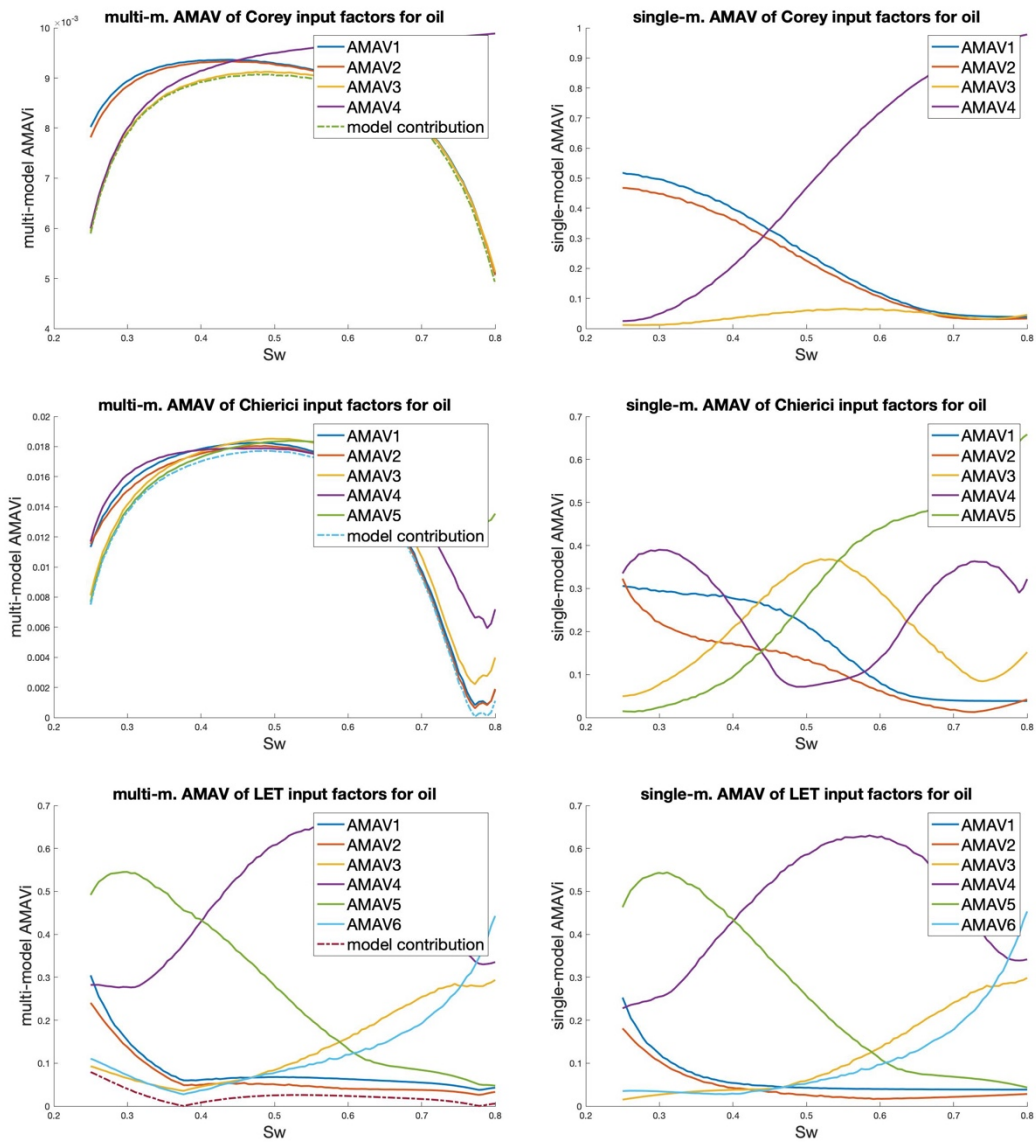 multi-m. AMAV of Corey input factors for oil
×10⁻³
10
9
8
7
6
5
4
multi-model AMAVi
0.2
0.3
0.4
0.5
0.6
0.7
0.8
Sw
AMAV1
AMAV2
AMAV3
AMAV4
model contribution
single-m. AMAV of Corey input factors for oil
1
0.9
0.8
0.7
0.6
0.5
0.4
0.3
0.2
0.1
0
single-model AMAVi
0.2
0.3
0.4
0.5
0.6
0.7
0.8
Sw
AMAV1
AMAV2
AMAV3
AMAV4
multi-m. AMAV of Chierici input factors for oil
0.02
0.018
0.016
0.014
0.012
0.01
0.008
0.006
0.004
0.002
0
multi-model AMAVi
0.2
0.3
0.4
0.5
0.6
0.7
0.8
Sw
AMAV1
AMAV2
AMAV3
AMAV4
AMAV5
model contribution
single-m. AMAV of Chierici input factors for oil
0.7
0.6
0.5
0.4
0.3
0.2
0.1
0
single-model AMAVi
0.2
0.3
0.4
0.5
0.6
0.7
0.8
Sw
AMAV1
AMAV2
AMAV3
AMAV4
AMAV5
multi-m. AMAV of LET input factors for oil
0.7
0.6
0.5
0.4
0.3
0.2
0.1
0
multi-model AMAVi
0.2
0.3
0.4
0.5
0.6
0.7
0.8
Sw
AMAV1
AMAV2
AMAV3
AMAV4
AMAV5
AMAV6
model contribution
single-m. AMAV of LET input factors for oil
0.7
0.6
0.5
0.4
0.3
0.2
0.1
0
single-model AMAVi
0.2
0.3
0.4
0.5
0.6
0.7
0.8
Sw
AMAV1
AMAV2
AMAV3
AMAV4
AMAV5
AMAV6